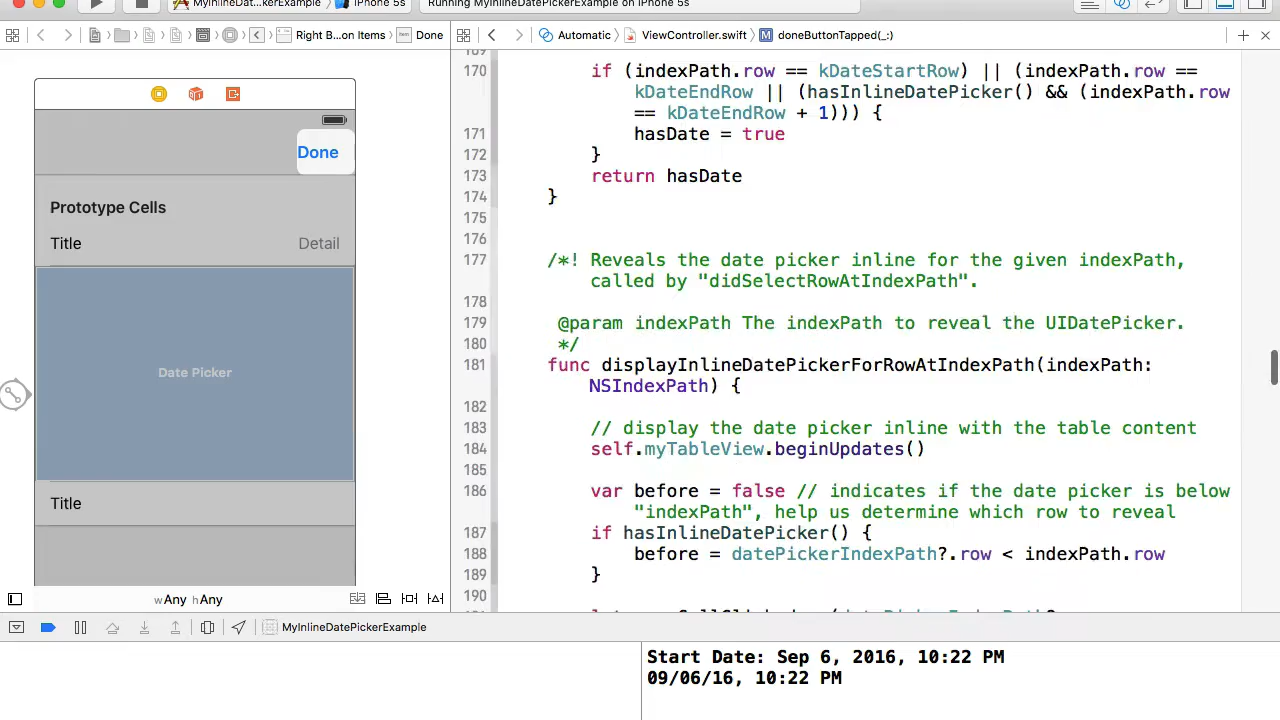 MyInlineDat...kerExample
iPhone 5s
Running MyInlineDatePickerExample on iPhone 5s
Right B...on Items
Done
Automatic
ViewController.swift
M
doneButtonTapped(_:)
Done
Prototype Cells
Title
Detail
Date Picker
Title
wAny hAny
169
170 if (indexPath.row == kDateStartRow) || (indexPath.row ==
kDateEndRow || (hasInlineDatePicker() && (indexPath.row
== kDateEndRow + 1))) {
171 hasDate = true
172 }
173 return hasDate
174 }
175
176
177 /*! Reveals the date picker inline for the given indexPath,
called by "didSelectRowAtIndexPath".
178
179 @param indexPath The indexPath to reveal the UIDatePicker.
180 */
181 func displayInlineDatePickerForRowAtIndexPath(indexPath:
NSIndexPath) {
182
183 // display the date picker inline with the table content
184 self.myTableView.beginUpdates()
185
186 var before = false // indicates if the date picker is below
"indexPath", help us determine which row to reveal
187 if hasInlineDatePicker() {
188 before = datePickerIndexPath?.row < indexPath.row
189 }
190
MyInlineDatePickerExample
Start Date: Sep 6, 2016, 10:22 PM
09/06/16, 10:22 PM